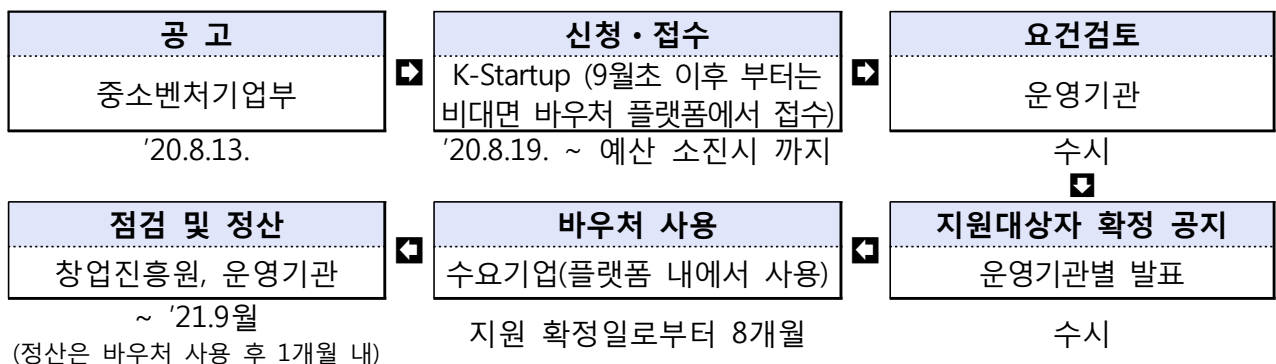 공 고
중소벤처기업부
'20.8.13.
신청・접수
K-Startup (9월초 이후 부터는
비대면 바우처 플랫폼에서 접수)
'20.8.19. ~ 예산 소진시 까지
요건검토
운영기관
수시
지원대상자 확정 공지
운영기관별 발표
수시
바우처 사용
수요기업(플랫폼 내에서 사용)
지원 확정일로부터 8개월
점검 및 정산
창업진흥원, 운영기관
~ '21.9월
(정산은 바우처 사용 후 1개월 내)